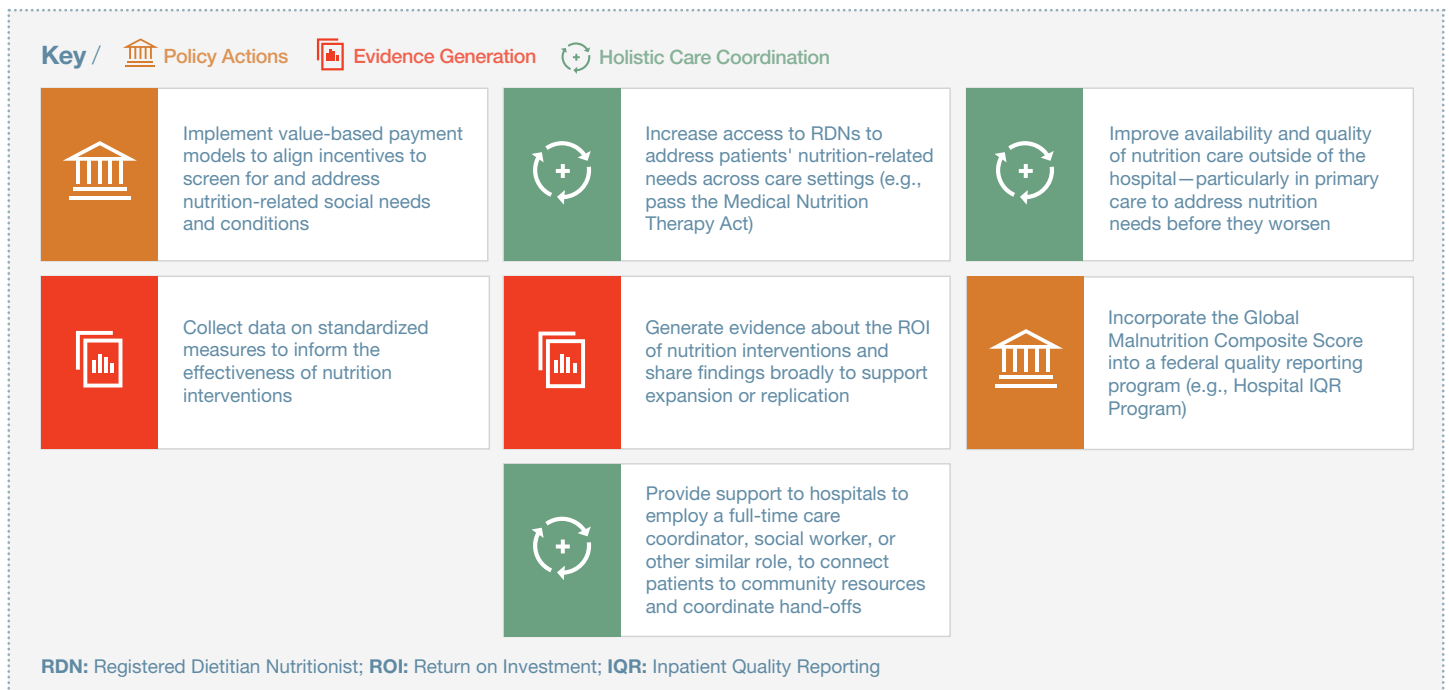 Key / Policy Actions Evidence Generation Holistic Care Coordination
Implement value-based payment
models to align incentives to
screen for and address
nutrition-related social needs
and conditions
Increase access to RDNs to
address patients' nutrition-related
needs across care settings (e.g.,
pass the Medical Nutrition
Therapy Act)
Improve availability and quality
of nutrition care outside of the
hospital—particularly in primary
care to address nutrition
needs before they worsen
Collect data on standardized
measures to inform the
effectiveness of nutrition
interventions
Generate evidence about the ROI
of nutrition interventions and
share findings broadly to support
expansion or replication
Incorporate the Global
Malnutrition Composite Score
into a federal quality reporting
program (e.g., Hospital IQR
Program)
Provide support to hospitals to
employ a full-time care
coordinator, social worker, or
other similar role, to connect
patients to community resources
and coordinate hand-offs
RDN: Registered Dietitian Nutritionist; ROI: Return on Investment; IQR: Inpatient Quality Reporting